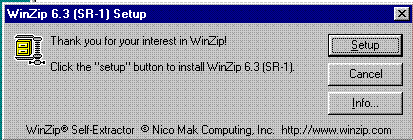 WinZip 6.3 (SR-1) Setup
Thank you for your interest in WinZip!
Setup
Click the "setup" button to install WinZip 6.3 (SR-1).
Cancel
Info...
WinZip® Self-Extractor © Nico Mak Computing, Inc. http://www.winzip.com